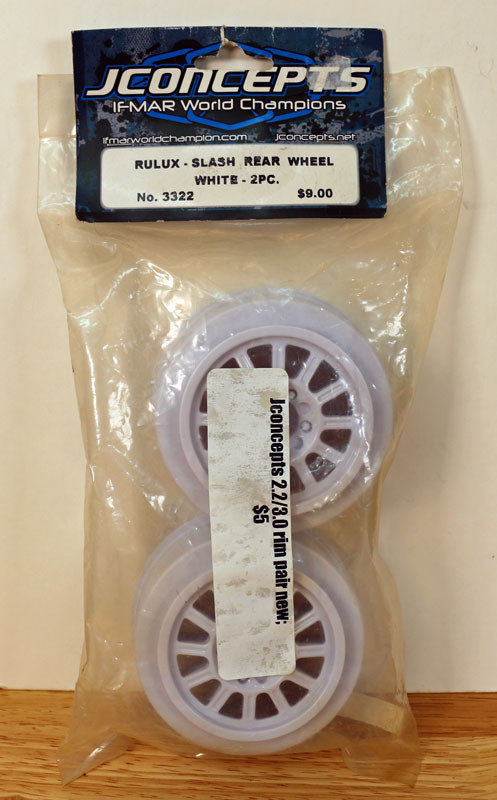 JCONCEPTS
IFMAR World Champions
ifmarworldchampion.com jconcepts.net
RULUX - SLASH REAR WHEEL
WHITE - 2PC.
No. 3322 $9.00
Jconcepts 2.2/3.0 rim pair new;
$5